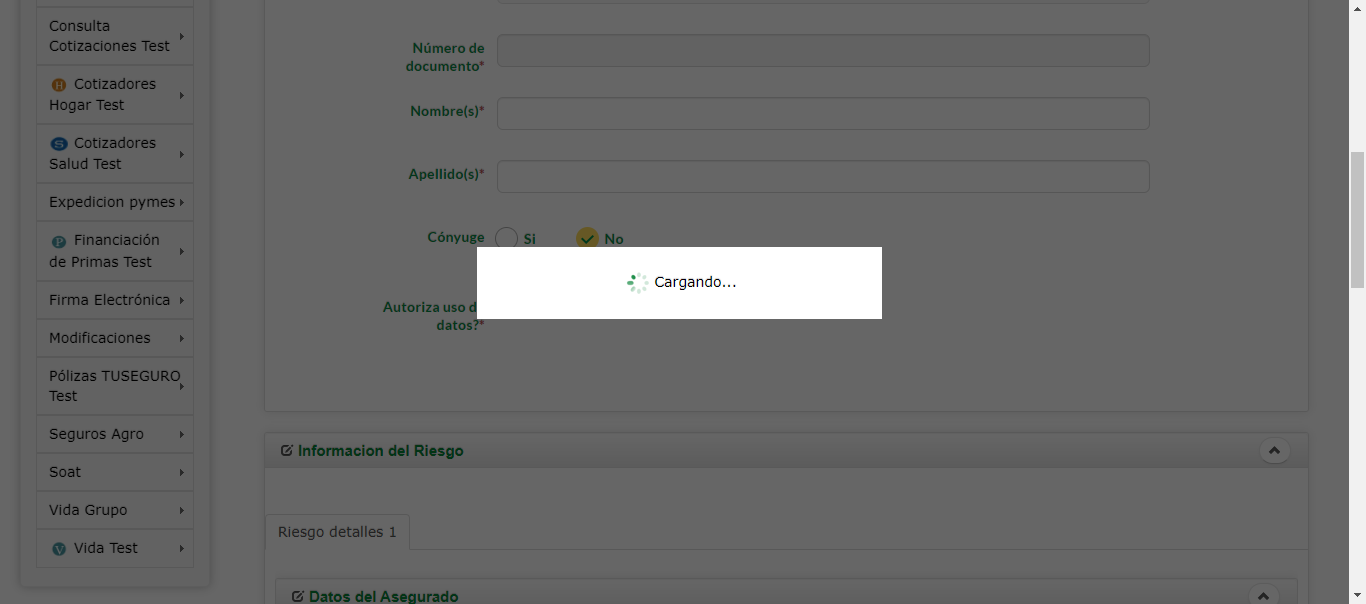 Consulta
Cotizaciones Test
H Cotizadores
Hogar Test
S Cotizadores
Salud Test
Expedicion pymes
P Financiación
de Primas Test
Firma Electrónica
Modificaciones
Pólizas TUSEGURO
Test
Seguros Agro
Soat
Vida Grupo
V Vida Test
Número de
documento*
Nombre(s)*
Apellido(s)*
Cónyuge Si No
Cargando...
Autoriza uso d
datos?*
Informacion del Riesgo
Riesgo detalles 1
Datos del Asegurado